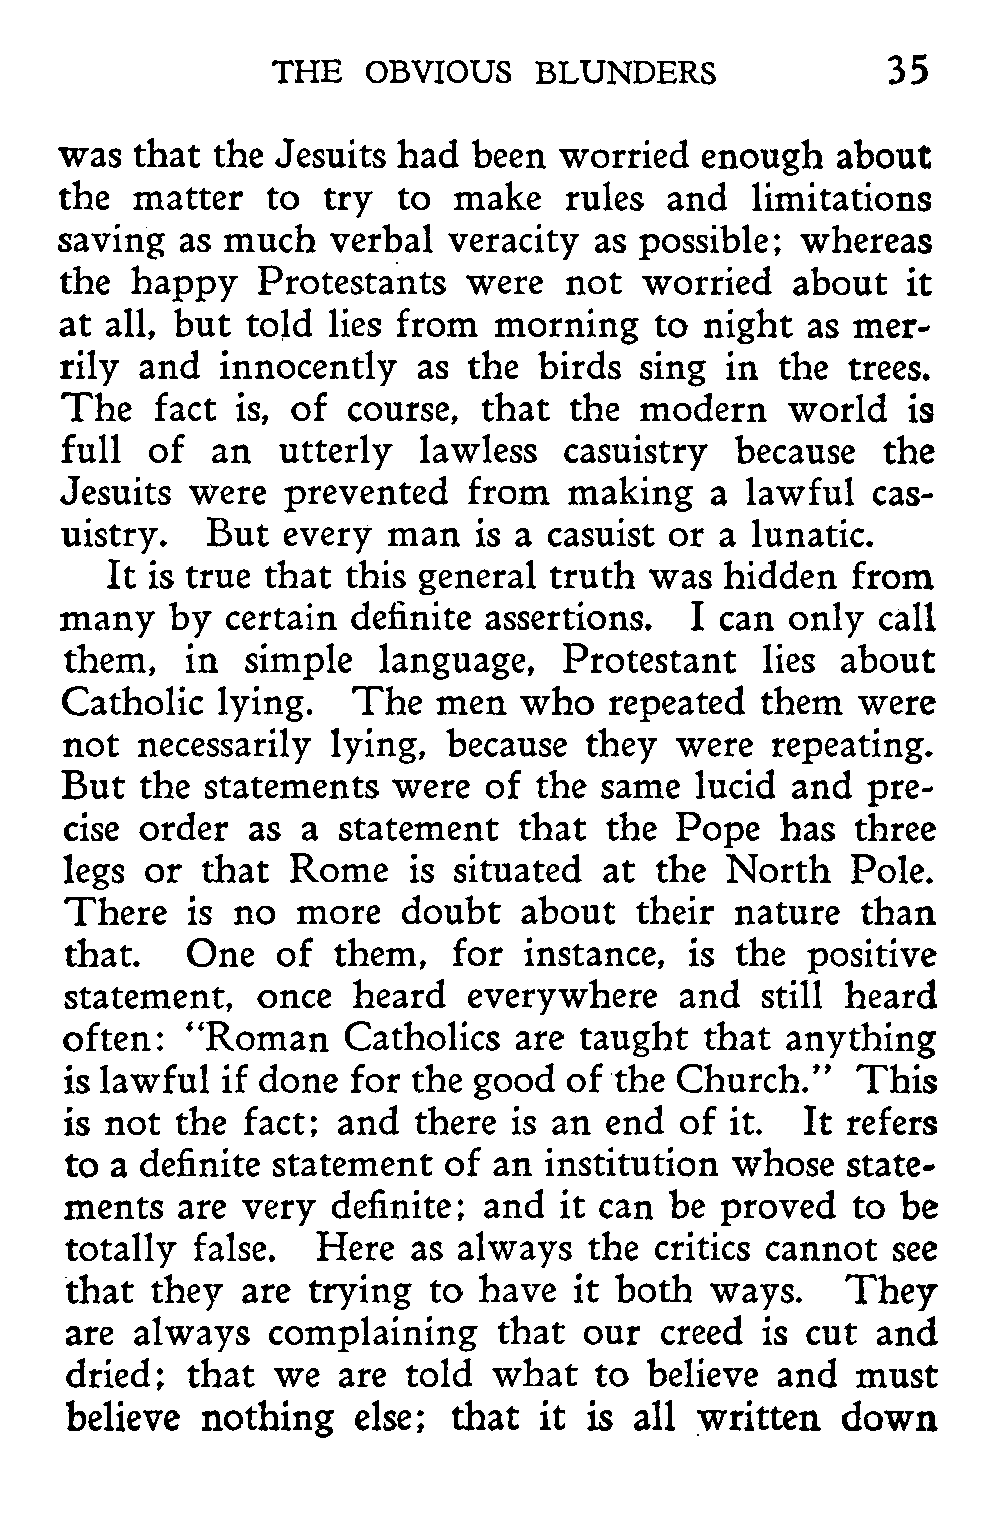 THE OBVIOUS BLUNDERS 35
was that the Jesuits had been worried enough about
the matter to try to make rules and limitations
saving as much verbal veracity as possible; whereas
the happy Protestants were not worried about it
at all, but told lies from morning to night as mer-
rily and innocently as the birds sing in the trees.
The fact is, of course, that the modern world is
full of an utterly lawless casuistry because the
Jesuits were prevented from making a lawful cas-
uistry. But every man is a casuist or a lunatic.
It is true that this general truth was hidden from
many by certain definite assertions. I can only call
them, in simple language, Protestant lies about
Catholic lying. The men who repeated them were
not necessarily lying, because they were repeating.
But the statements were of the same lucid and pre-
cise order as a statement that the Pope has three
legs or that Rome is situated at the North Pole.
There is no more doubt about their nature than
that. One of them, for instance, is the positive
statement, once heard everywhere and still heard
often: "Roman Catholics are taught that anything
is lawful if done for the good of the Church." This
is not the fact; and there is an end of it. It refers
to a definite statement of an institution whose state-
ments are very definite; and it can be proved to be
totally false. Here as always the critics cannot see
that they are trying to have it both ways. They
are always complaining that our creed is cut and
dried; that we are told what to believe and must
believe nothing else; that it is all written down